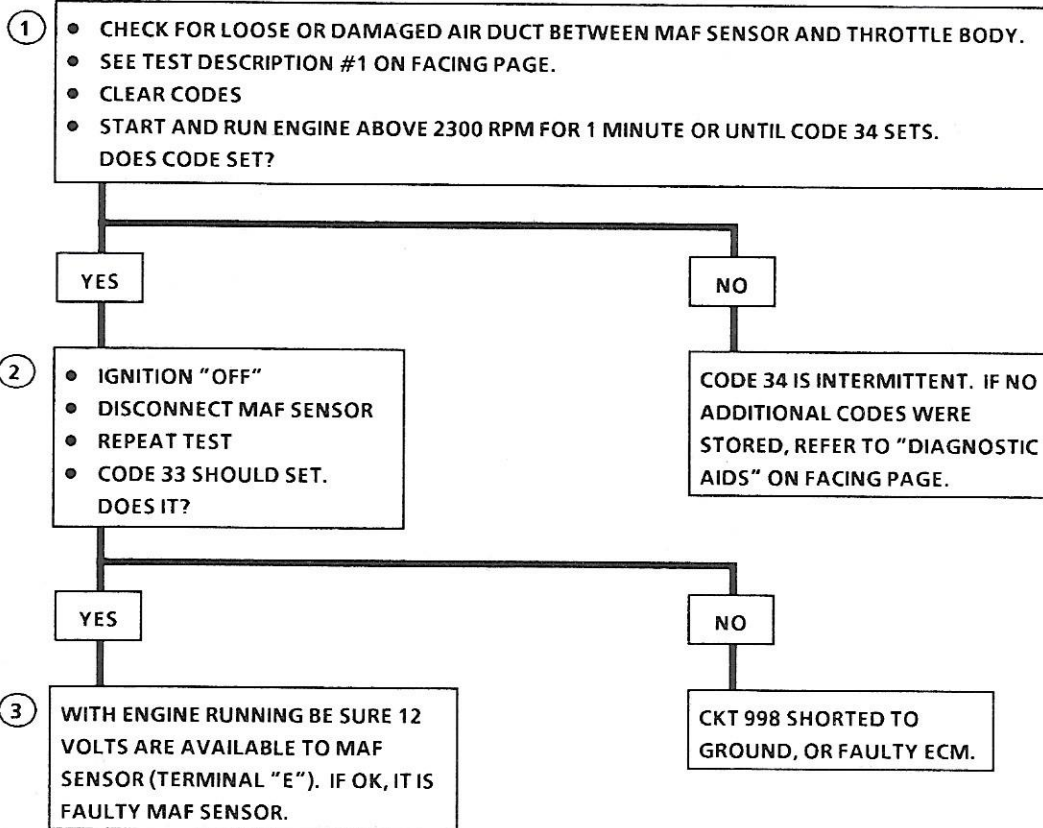 1
• CHECK FOR LOOSE OR DAMAGED AIR DUCT BETWEEN MAF SENSOR AND THROTTLE BODY.
• SEE TEST DESCRIPTION #1 ON FACING PAGE.
• CLEAR CODES
• START AND RUN ENGINE ABOVE 2300 RPM FOR 1 MINUTE OR UNTIL CODE 34 SETS.
DOES CODE SET?
YES
NO
2
• IGNITION "OFF"
• DISCONNECT MAF SENSOR
• REPEAT TEST
• CODE 33 SHOULD SET.
DOES IT?
CODE 34 IS INTERMITTENT. IF NO
ADDITIONAL CODES WERE
STORED, REFER TO "DIAGNOSTIC
AIDS" ON FACING PAGE.
YES
NO
3
WITH ENGINE RUNNING BE SURE 12
VOLTS ARE AVAILABLE TO MAF
SENSOR (TERMINAL "E"). IF OK, IT IS
FAULTY MAF SENSOR.
CKT 998 SHORTED TO
GROUND, OR FAULTY ECM.